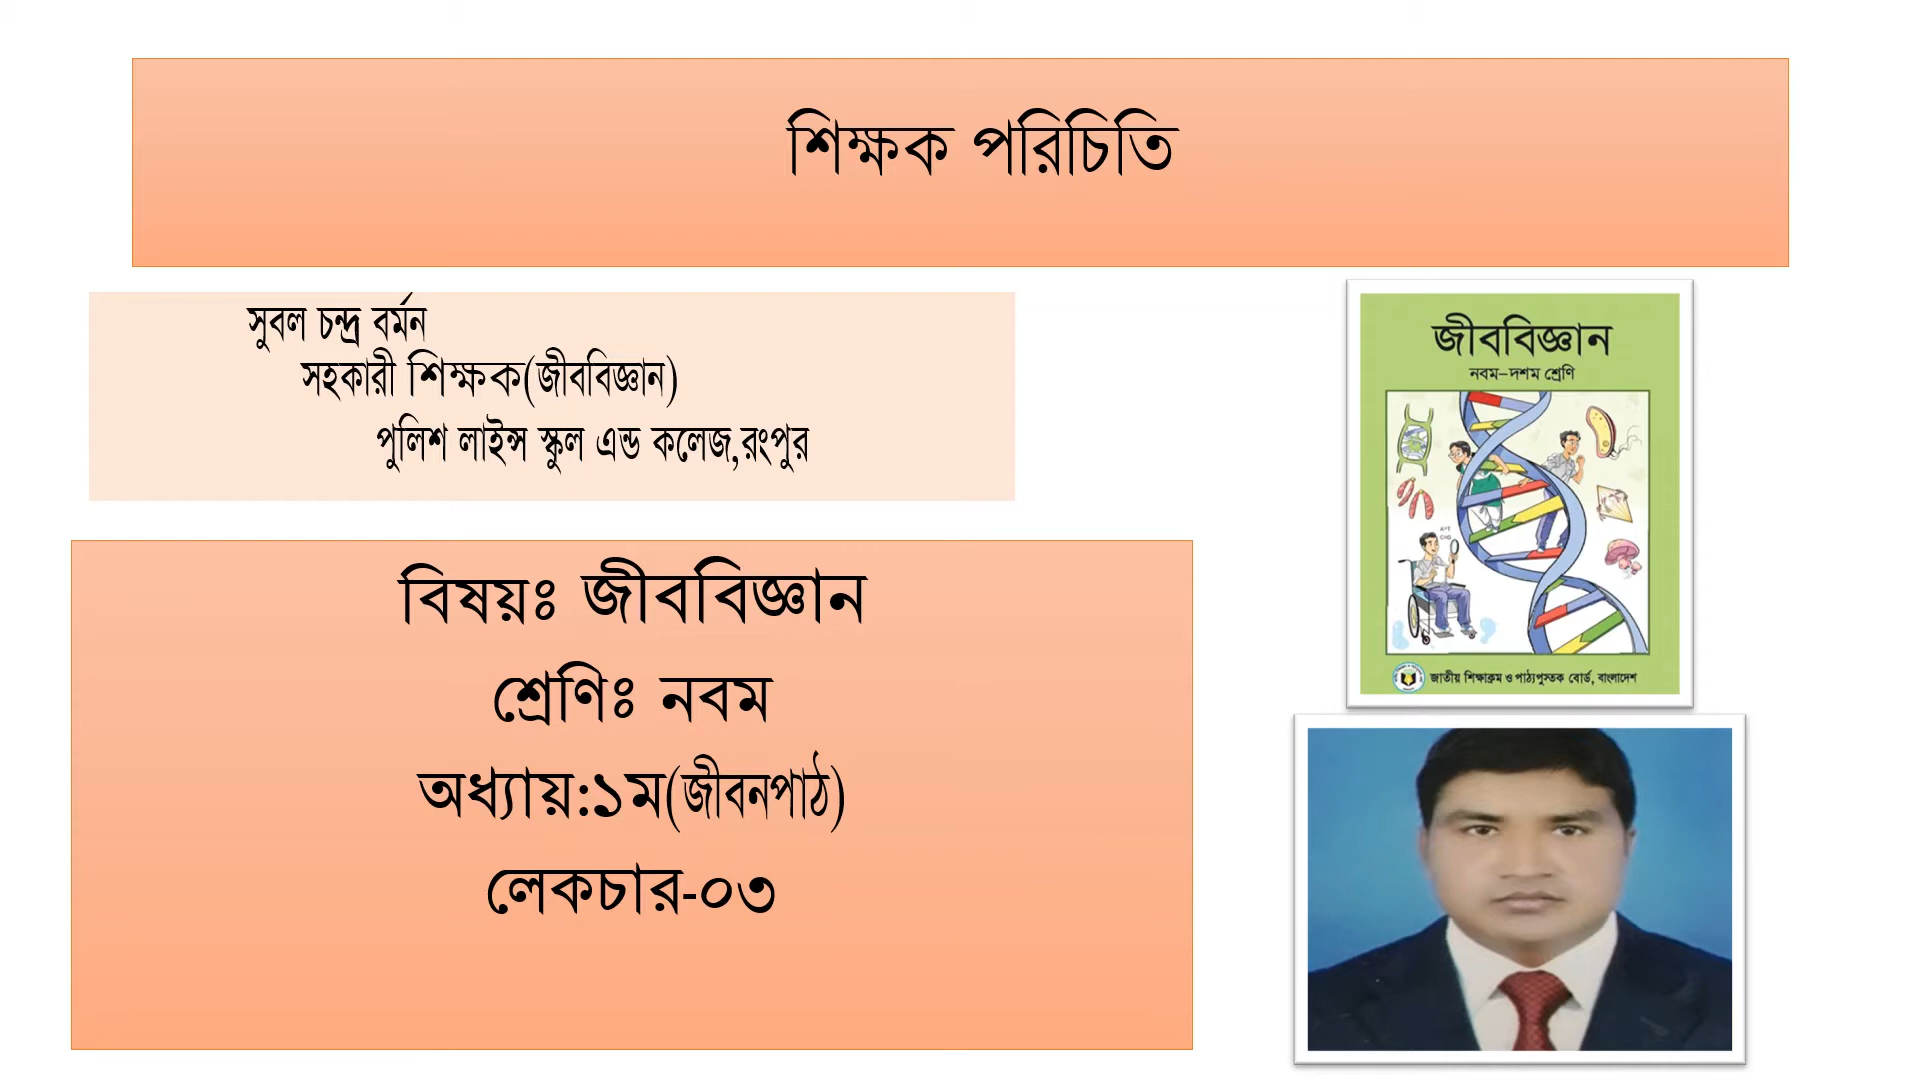 শিক্ষক পরিচিতি
সুবল চন্দ্র বর্মন
সহকারী শিক্ষক(জীববিজ্ঞান)
পুলিশ লাইন্স স্কুল এন্ড কলেজ,রংপুর
বিষয়ঃ জীববিজ্ঞান
শ্রেণিঃ নবম
অধ্যায়:১ম(জীবনপাঠ)
লেকচার-০৩
জীববিজ্ঞান
নবম–দশম শ্রেণি
জাতীয় শিক্ষাক্রম ও পাঠ্যপুস্তক বোর্ড, বাংলাদেশ